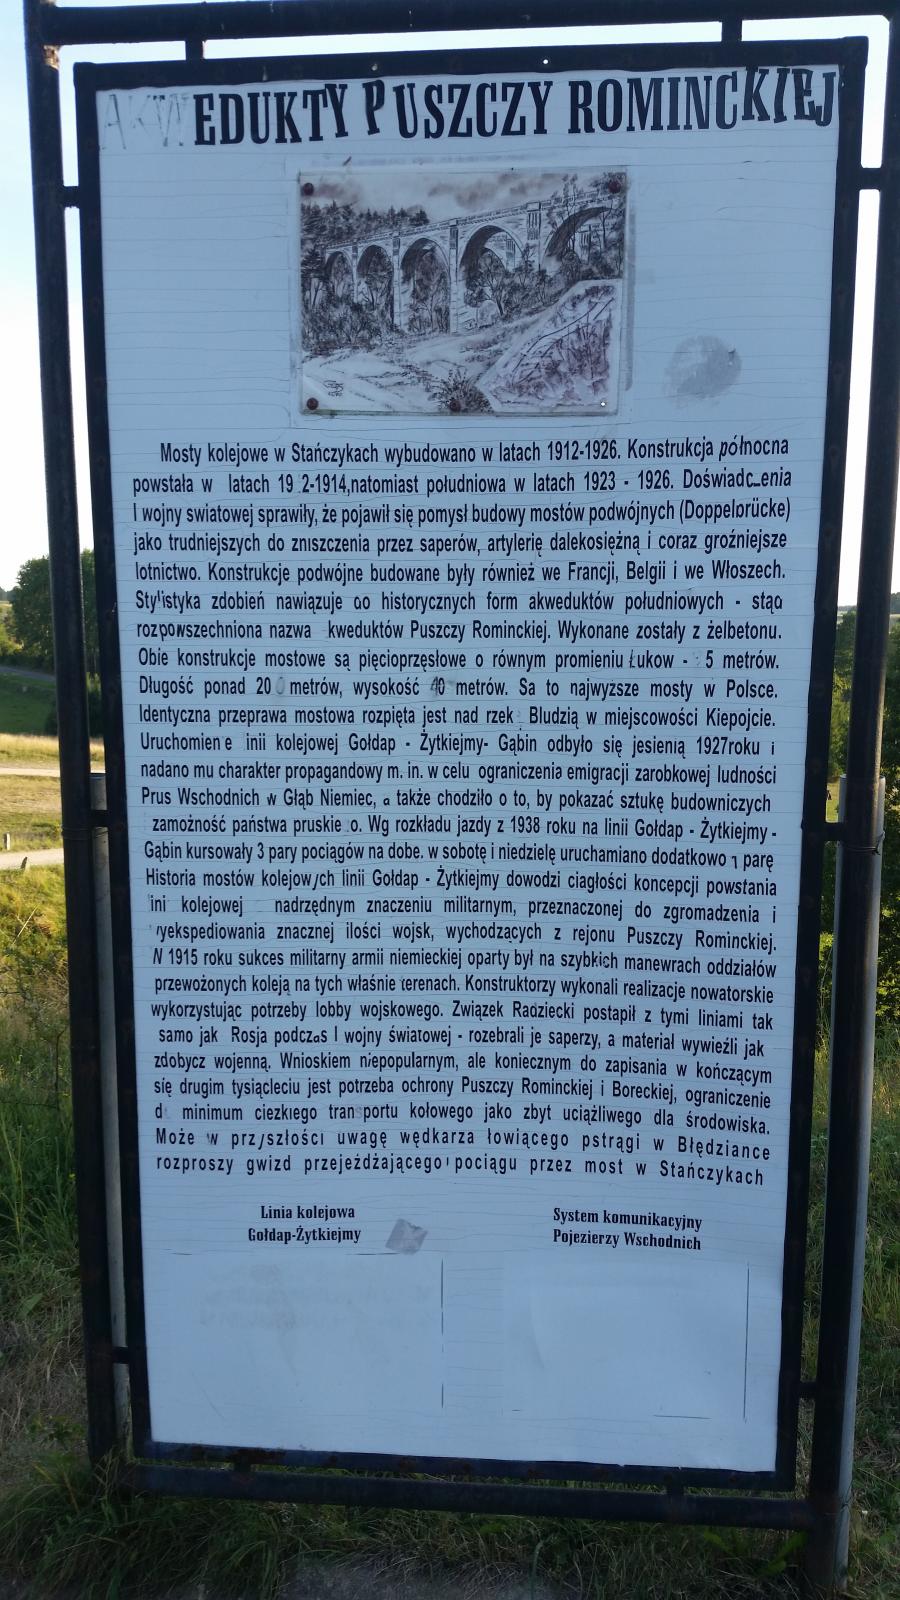 AKWEDUKTY PUSZCZY ROMINCKIEJ
Mosty kolejowe w Stańczykach wybudowano w latach 1912-1926. Konstrukcja północna
powstała w latach 19 2-1914,natomiast południowa w latach 1923 - 1926. Doświadc enia
I wojny swiatowej sprawiły, że pojawił się pomysł budowy mostów podwójnych (Doppelbrücke)
jako trudniejszych do zniszczenia przez saperów, artylerię dalekosiężną i coraz groźniejsze
lotnictwo. Konstrukcje podwójne budowane były również we Francji, Belgii i we Włoszech.
Stylistyka zdobień nawiązuje do historycznych form akweduktów południowych - stąd
rozpowszechniona nazwa kweduktów Puszczy Rominckiej. Wykonane zostały z żelbetonu.
Obie konstrukcje mostowe są pięcioprzęsłowe o równym promieniu Łukow - 5 metrów.
Długość ponad 20 metrów, wysokość 40 metrów. Sa to najwyższe mosty w Polsce.
Identyczna przeprawa mostowa rozpięta jest nad rzek Bludzią w miejscowości Kiepojcie.
Uruchomien e inii kolejowej Gołdap - Żytkiejmy- Gąbin odbyło się jesienią 1927roku i
nadano mu charakter propagandowy m. in. w celu ograniczenia emigracji zarobkowej ludności
Prus Wschodnich w Głąb Niemiec, a także chodziło o to, by pokazać sztukę budowniczych
zamożność państwa pruskie o. Wg rozkładu jazdy z 1938 roku na linii Gołdap - Żytkiejmy -
Gąbin kursowały 3 pary pociągów na dobe. w sobotę i niedzielę uruchamiano dodatkowo 1 parę
Historia mostów kolejowych linii Gołdap - Żytkiejmy dowodzi ciagłości koncepcji powstania
ini kolejowej nadrzędnym znaczeniu militarnym, przeznaczonej do zgromadzenia i
yekspediowania znacznej ilości wojsk, wychodzących z rejonu Puszczy Rominckiej.
W 1915 roku sukces militarny armii niemieckiej oparty był na szybkich manewrach oddziałów
przewożonych koleją na tych właśnie terenach. Konstruktorzy wykonali realizacje nowatorskie
wykorzystując potrzeby lobby wojskowego. Związek Radziecki postapił z tymi liniami tak
samo jak Rosja podczas I wojny światowej - rozebrali je saperzy, a materiał wywieźli jak
zdobycz wojenną. Wnioskiem niepopularnym, ale koniecznym do zapisania w kończącym
się drugim tysiącleciu jest potrzeba ochrony Puszczy Rominckiej i Boreckiej, ograniczenie
d minimum ciezkiego transportu kołowego jako zbyt uciążliwego dla środowiska.
Może w przyszłości uwagę wędkarza łowiącego pstrągi w Błędziance
rozproszy gwizd przejeżdżającego pociągu przez most w Stańczykach
Linia kolejowa
Gołdap-Żytkiejmy
System komunikacyjny
Pojezierzy Wschodnich